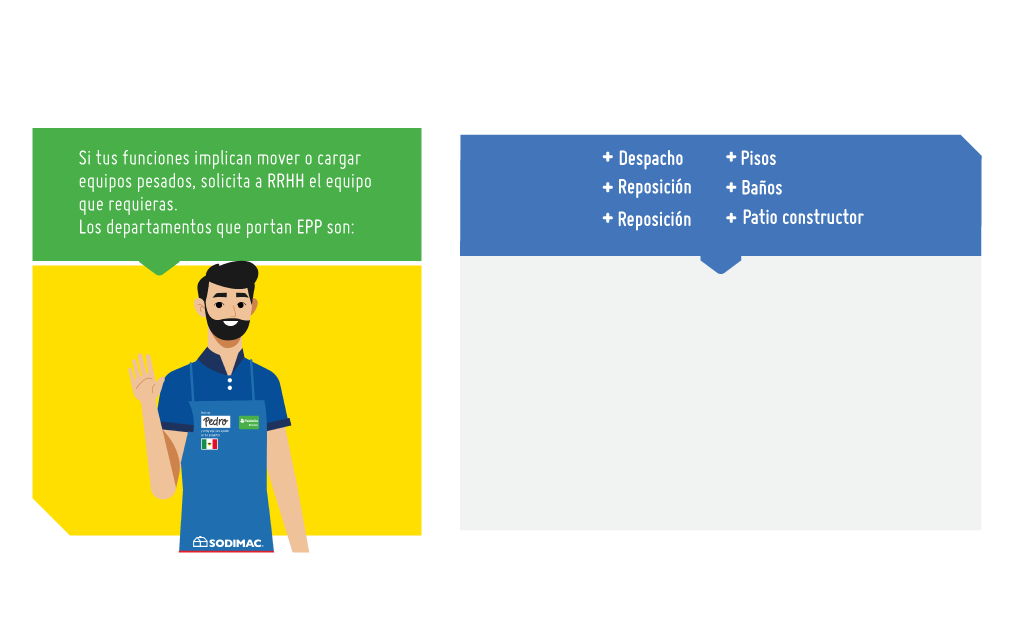 Si tus funciones implican mover o cargar
equipos pesados, solicita a RRHH el equipo
que requieras.
Los departamentos que portan EPP son:
Pedro
SODIMAC
+ Despacho
+ Reposición
+ Reposición
+ Pisos
+ Baños
+ Patio constructor